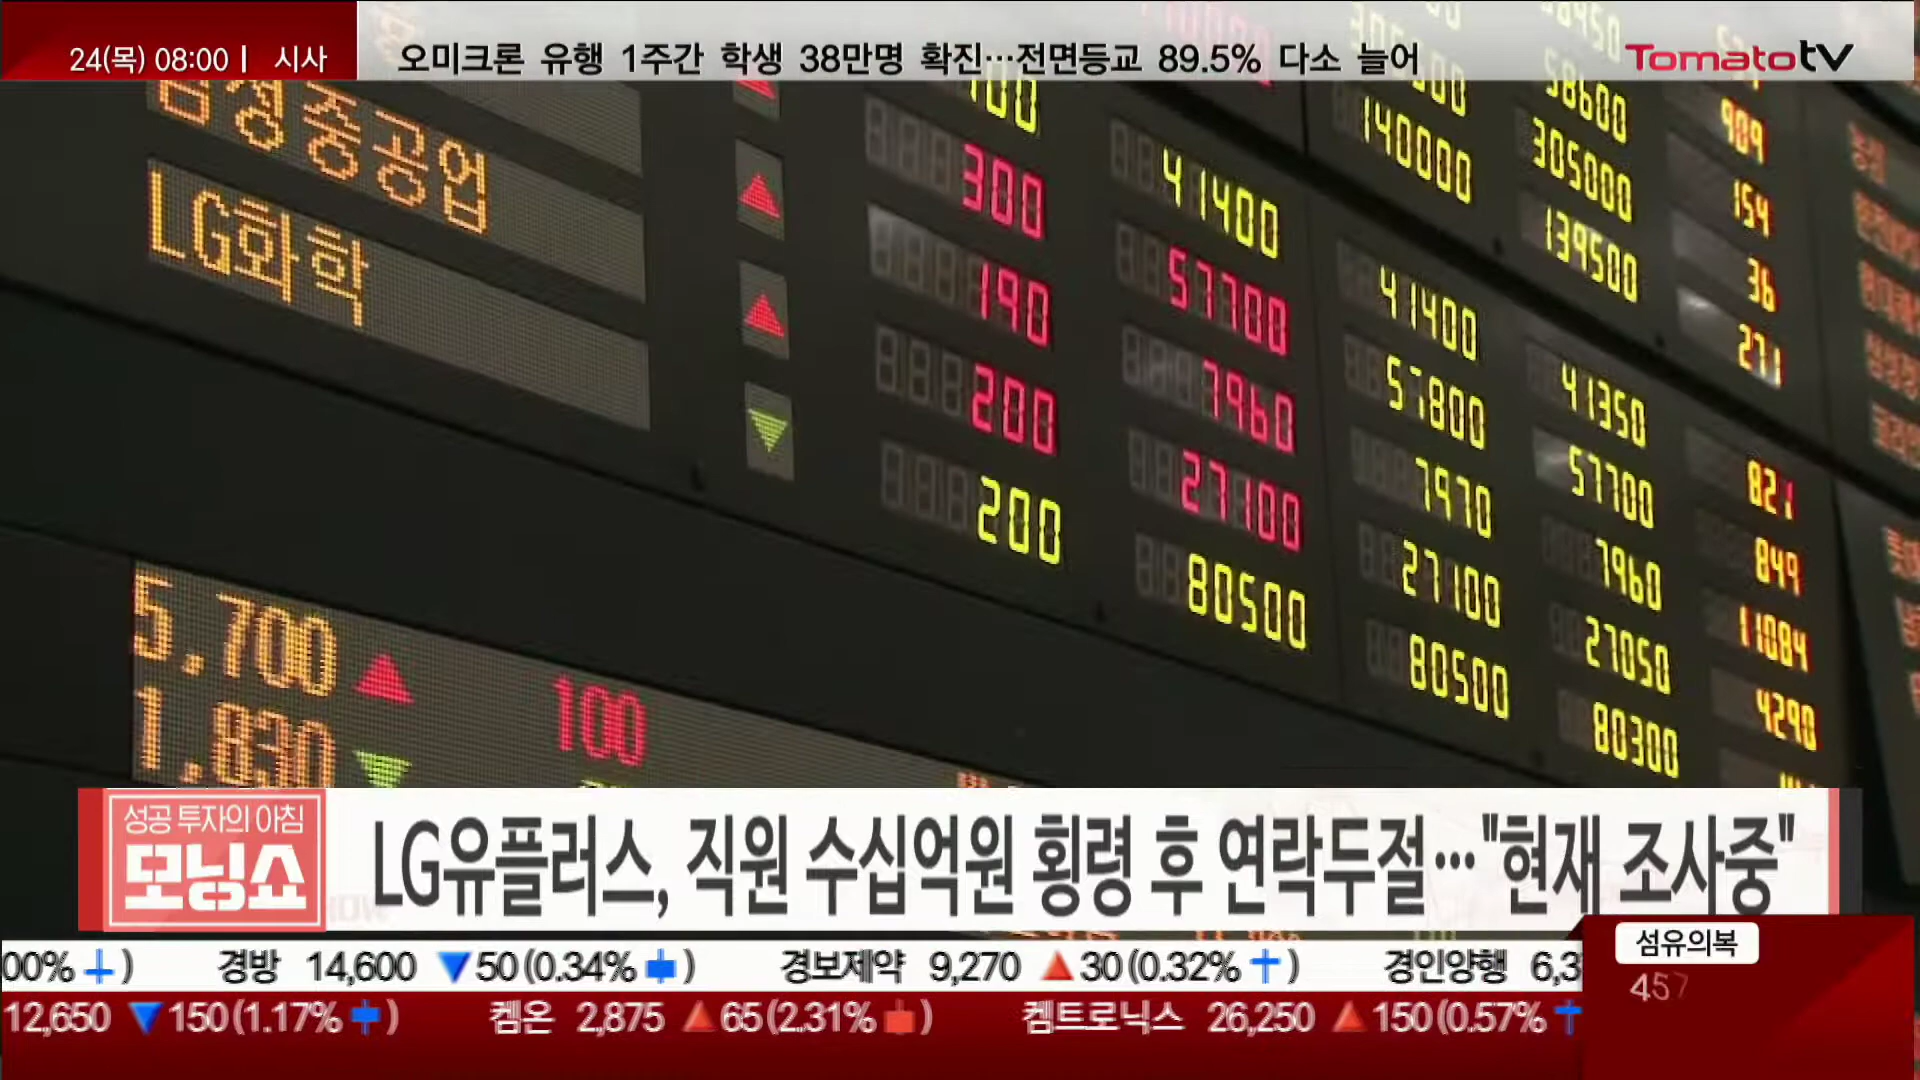 24(목) 08:00 | 시사
오미크론 유행 1주간 학생 38만명 확진…전면등교 89.5% 다소 늘어
Tomatotv
삼성중공업
LG화학
300 41400
190 57700 41400 41350 821
200 7960 57800 57700 849
27100 7970 7960 11084
200 80500 27100 27050 4290
80500 80300
140000 305000 154
139500 36
271
58600 909
5,700 ▲ 100
1,830 ▼
성공 투자의 아침
모닝쇼
LG유플러스, 직원 수십억원 횡령 후 연락두절…"현재 조사중"
00% ) 경방 14,600 ▼50(0.34% ) 경보제약 9,270 ▲30(0.32% ) 경인양행 6,3
섬유의복
457
12,650 ▼150(1.17% ) 켐온 2,875 ▲65(2.31% ) 켐트로닉스 26,250 ▲150(0.57%